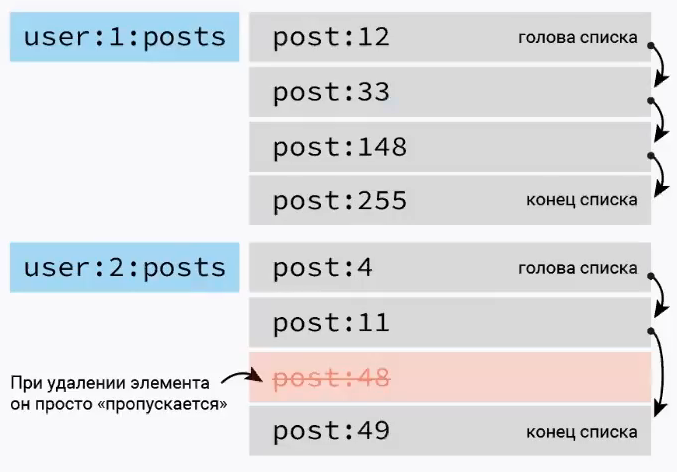 user:1:posts
post:12 голова списка
post:33
post:148
post:255 конец списка
user:2:posts
post:4 голова списка
post:11
post:48
При удалении элемента
он просто «пропускается»
post:49 конец списка